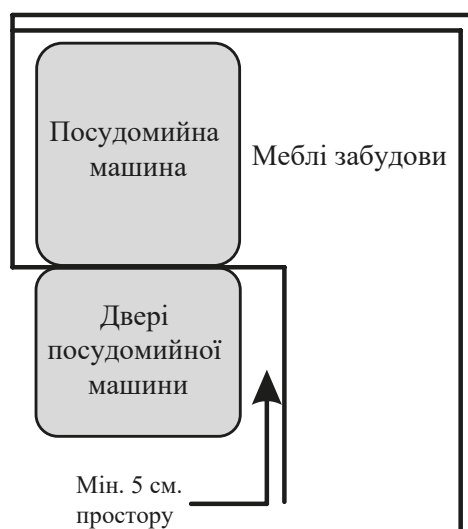 Посудомийна
машина
Меблі забудови
Двері
посудомийної
машини
Мін. 5 см.
простору